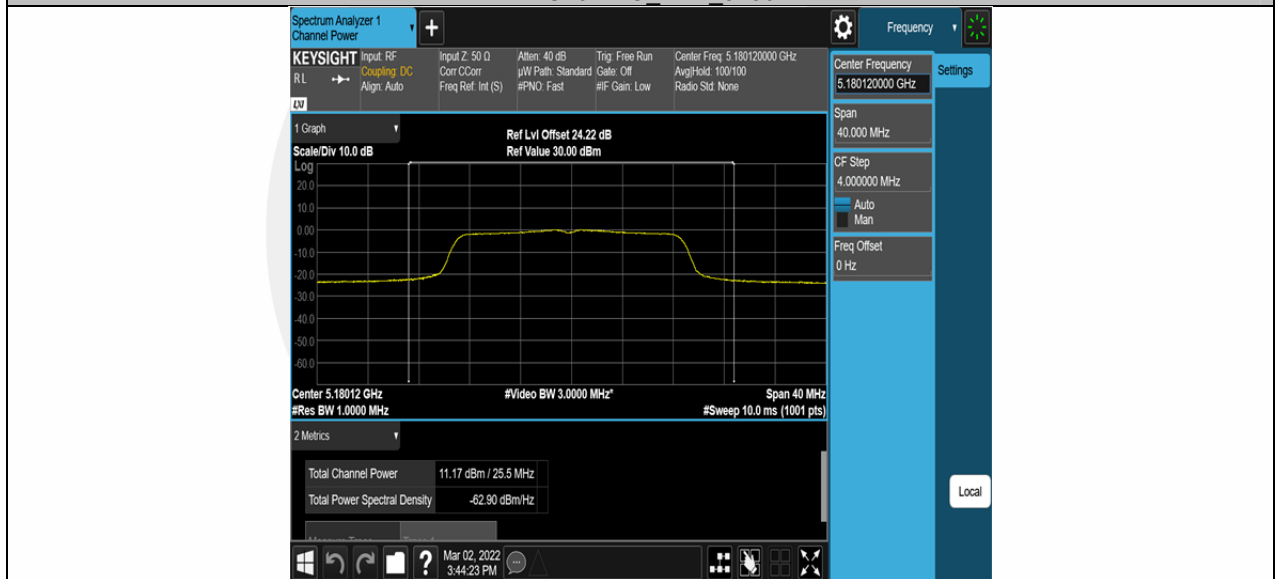 Spectrum Analyzer 1
Channel Power
+
Frequency
KEYSIGHT
RL
LXI
Input: RF
Coupling: DC
Align: Auto
Input Z: 50 Ω
Corr CCorr
Freq Ref: Int (S)
Atten: 40 dB
µW Path: Standard
#PNO: Fast
Trig: Free Run
Gate: Off
#IF Gain: Low
Center Freq: 5.180120000 GHz
Avg|Hold: 100/100
Radio Std: None
Center Frequency
5.180120000 GHz
Settings
Span
40.000 MHz
CF Step
4.000000 MHz
Auto
Man
Freq Offset
0 Hz
Local
1 Graph
Scale/Div 10.0 dB
Ref Lvl Offset 24.22 dB
Ref Value 30.00 dBm
Log
20.0
10.0
0.00
-10.0
-20.0
-30.0
-40.0
-50.0
-60.0
Center 5.18012 GHz
#Video BW 3.0000 MHz*
Span 40 MHz
#Res BW 1.0000 MHz
#Sweep 10.0 ms (1001 pts)
2 Metrics
Total Channel Power 11.17 dBm / 25.5 MHz
Total Power Spectral Density -62.90 dBm/Hz
?
Mar 02, 2022
3:44:23 PM